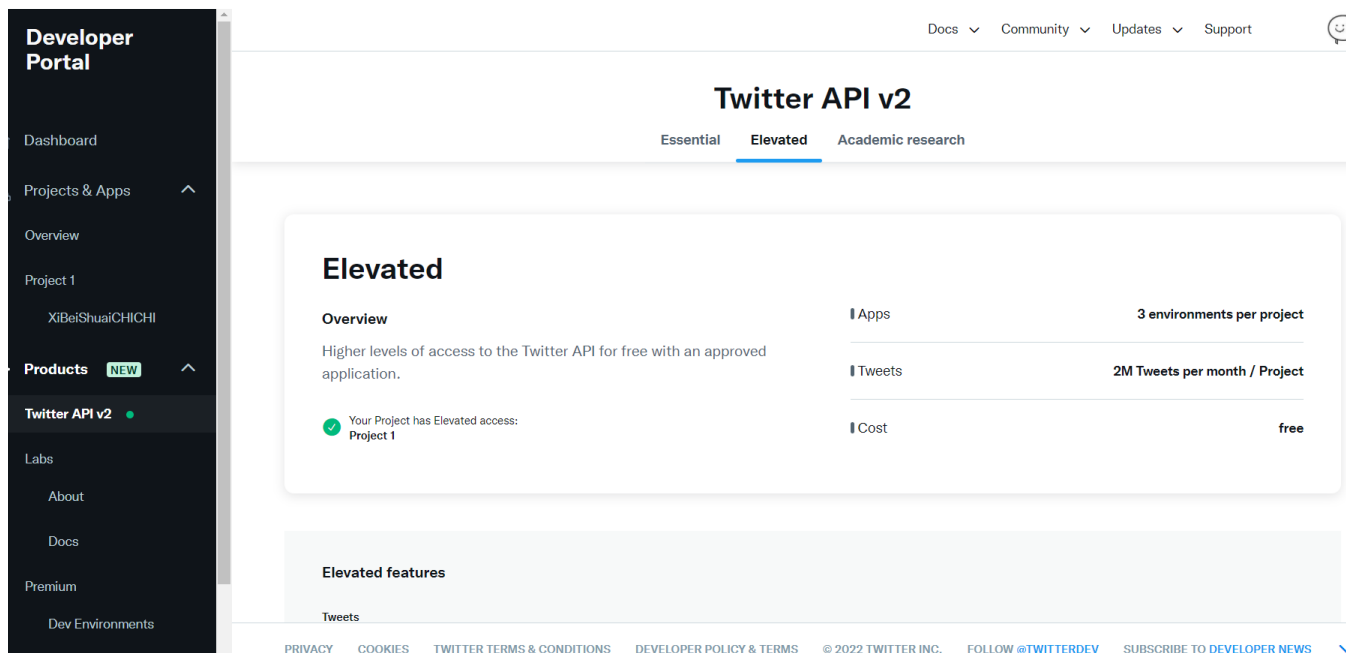 Developer
Portal
Dashboard
Projects & Apps
Overview
Project 1
XiBeiShuaiCHICHI
Products NEW
Twitter API v2
Labs
About
Docs
Premium
Dev Environments
Docs Community Updates Support
Twitter API v2
Essential Elevated Academic research
Elevated
Overview
Higher levels of access to the Twitter API for free with an approved
application.
Your Project has Elevated access:
Project 1
Apps 3 environments per project
Tweets 2M Tweets per month / Project
Cost free
Elevated features
Tweets
PRIVACY COOKIES TWITTER TERMS & CONDITIONS DEVELOPER POLICY & TERMS © 2022 TWITTER INC. FOLLOW @TWITTERDEV SUBSCRIBE TO DEVELOPER NEWS